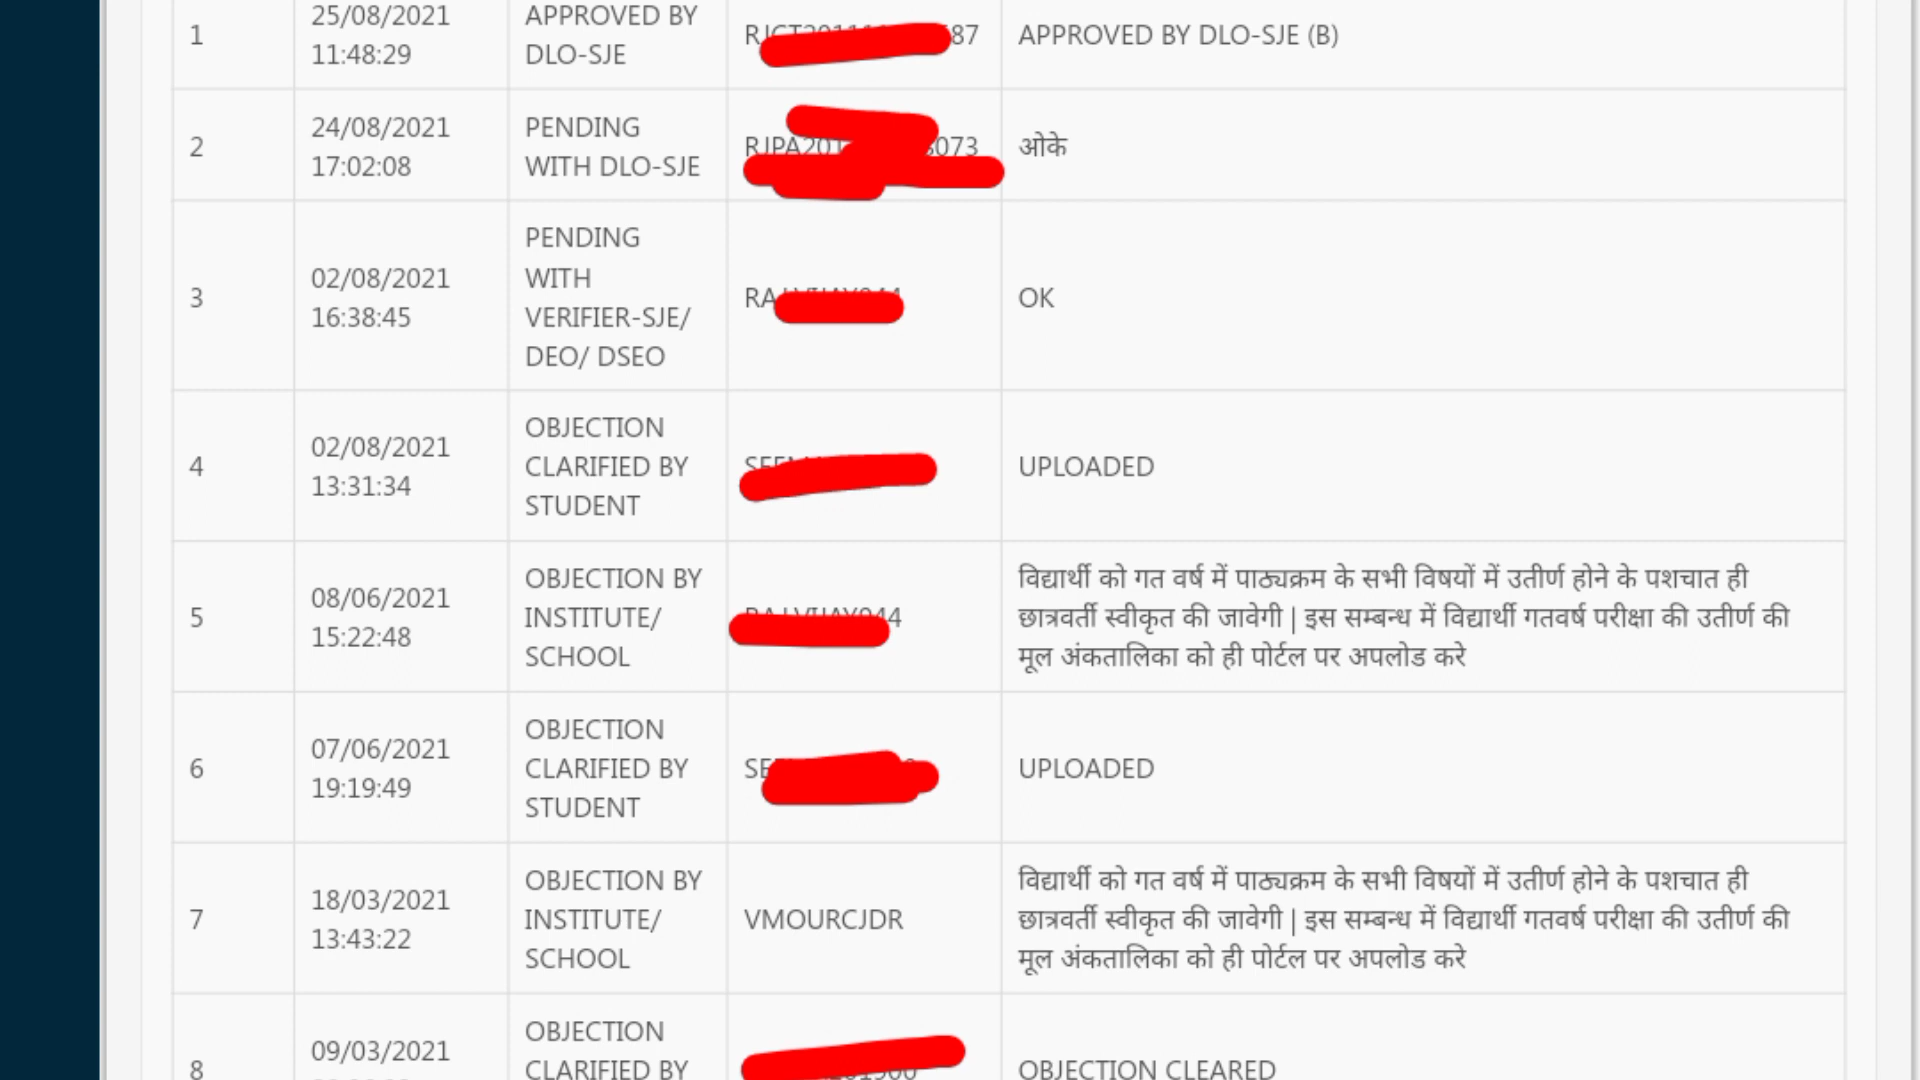 1
25/08/2021
11:48:29
APPROVED BY
DLO-SJE
87
APPROVED BY DLO-SJE (B)
2
24/08/2021
17:02:08
PENDING
WITH DLO-SJE
RJPA201
073
ओके
3
02/08/2021
16:38:45
PENDING
WITH
VERIFIER-SJE/
DEO/ DSEO
RA
OK
4
02/08/2021
13:31:34
OBJECTION
CLARIFIED BY
STUDENT
UPLOADED
5
08/06/2021
15:22:48
OBJECTION BY
INSTITUTE/
SCHOOL
विद्यार्थी को गत वर्ष में पाठ्यक्रम के सभी विषयों में उतीर्ण होने के पशचात ही
छात्रवर्ती स्वीकृत की जावेगी | इस सम्बन्ध में विद्यार्थी गतवर्ष परीक्षा की उतीर्ण की
मूल अंकतालिका को ही पोर्टल पर अपलोड करे
6
07/06/2021
19:19:49
OBJECTION
CLARIFIED BY
STUDENT
UPLOADED
7
18/03/2021
13:43:22
OBJECTION BY
INSTITUTE/
SCHOOL
VMOURCJDR
विद्यार्थी को गत वर्ष में पाठ्यक्रम के सभी विषयों में उतीर्ण होने के पशचात ही
छात्रवर्ती स्वीकृत की जावेगी | इस सम्बन्ध में विद्यार्थी गतवर्ष परीक्षा की उतीर्ण की
मूल अंकतालिका को ही पोर्टल पर अपलोड करे
8
09/03/2021
OBJECTION
CLARIFIED BY
OBJECTION CLEARED